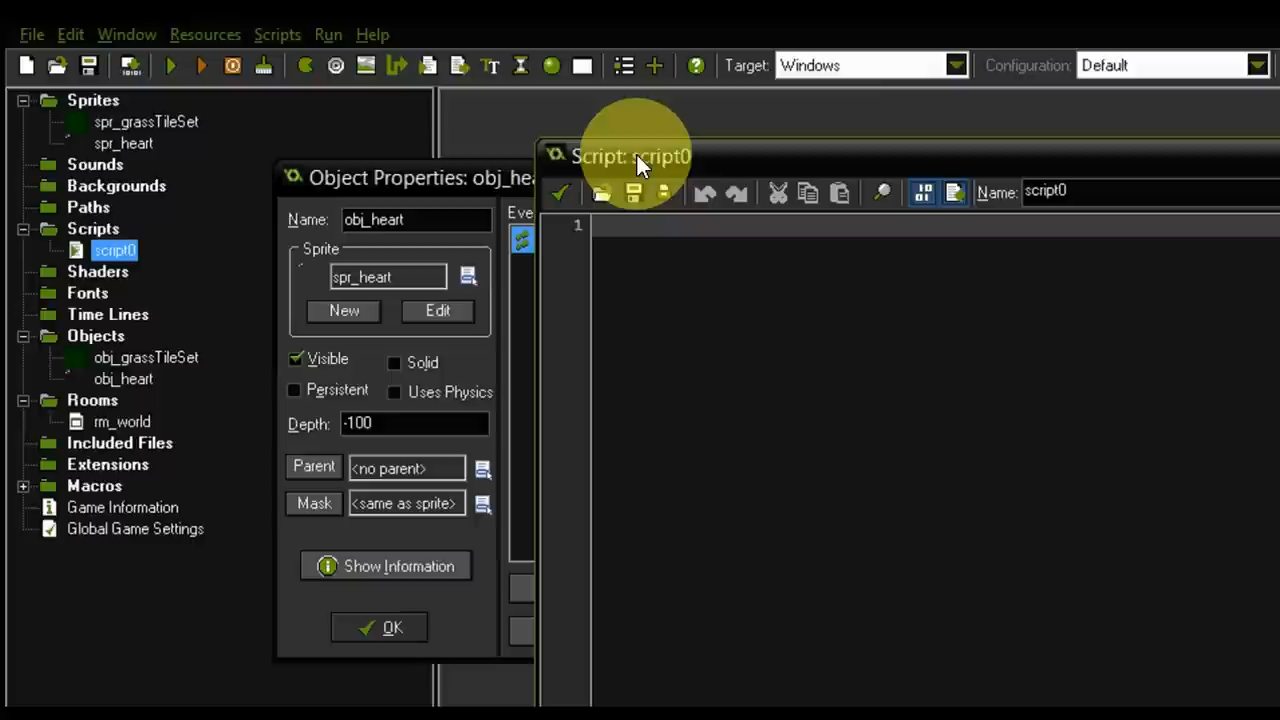 File Edit Window Resources Scripts Run Help
Target: Windows Configuration: Default
Sprites
spr_grassTileSet
spr_heart
Sounds
Backgrounds
Paths
Scripts
script0
Shaders
Fonts
Time Lines
Objects
obj_grassTileSet
obj_heart
Rooms
rm_world
Included Files
Extensions
Macros
Game Information
Global Game Settings
Object Properties: obj_hea
Name: obj_heart
Sprite
spr_heart
New Edit
Visible Solid
Persistent Uses Physics
Depth: -100
Parent <no parent>
Mask <same as sprite>
Show Information
OK
Eve
Script: script0
Name: script0
1